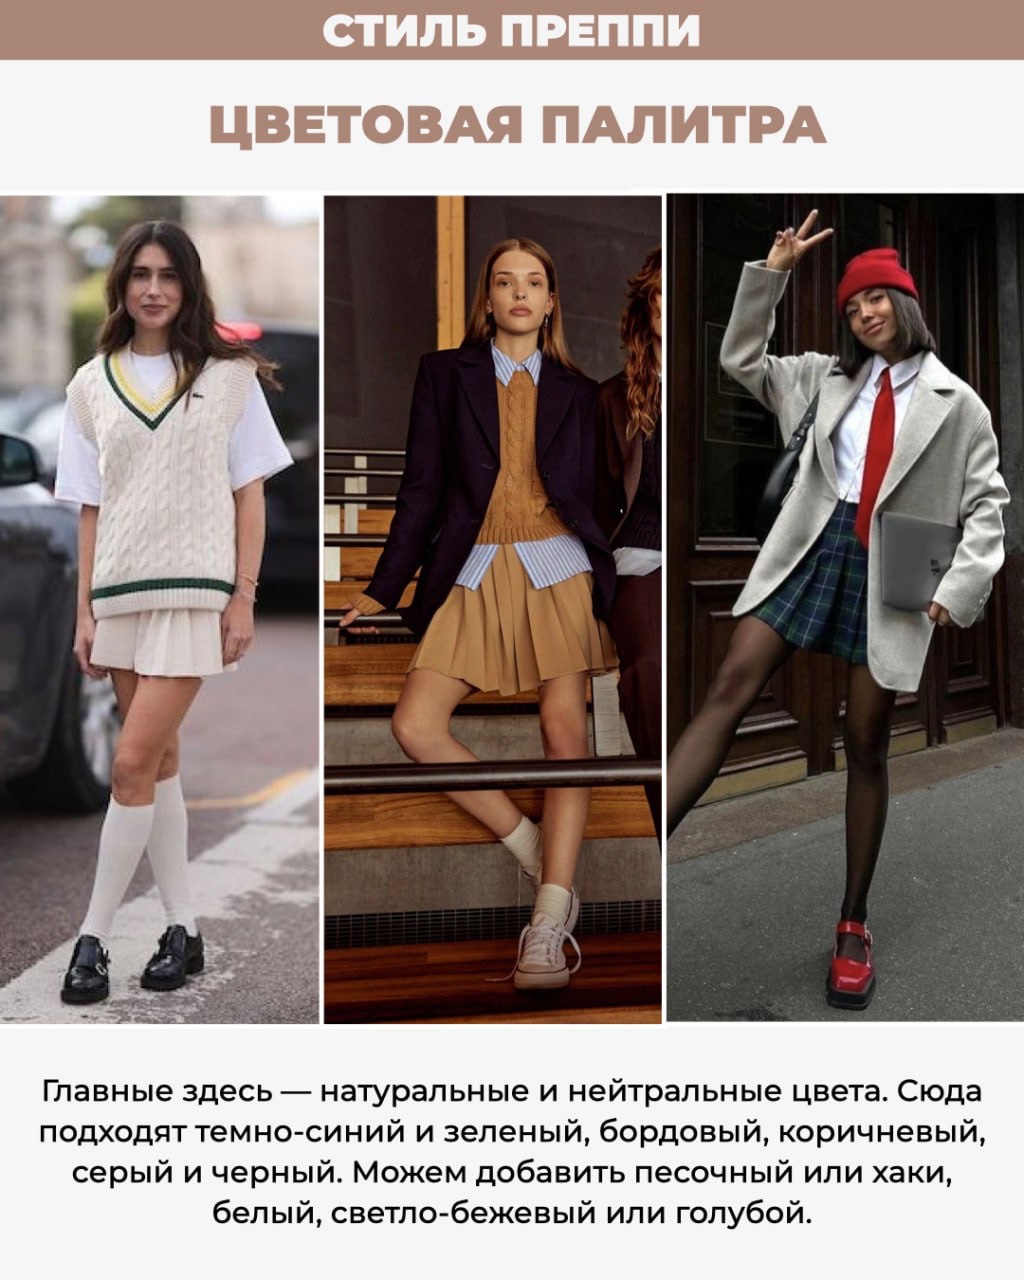 СТИЛЬ ПРЕППИ
ЦВЕТОВАЯ ПАЛИТРА
Главные здесь — натуральные и нейтральные цвета. Сюда
подходят темно-синий и зеленый, бордовый, коричневый,
серый и черный. Можем добавить песочный или хаки,
белый, светло-бежевый или голубой.